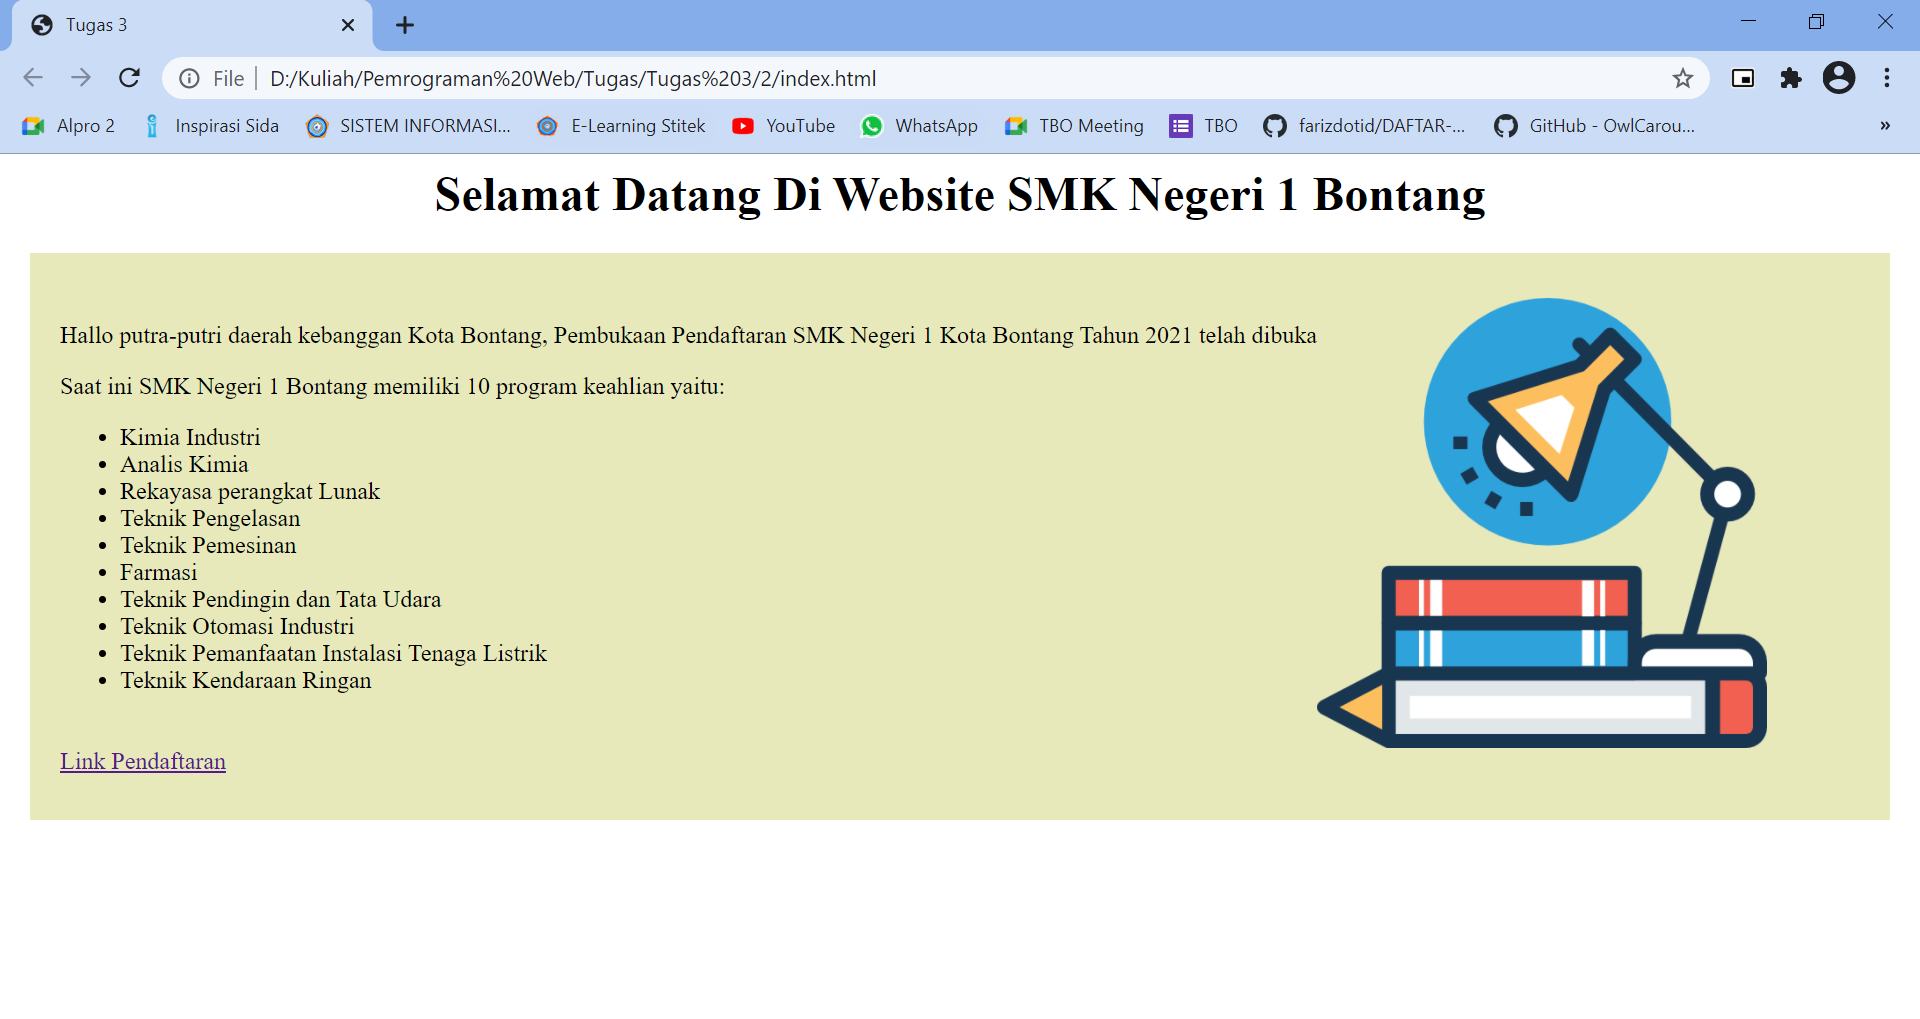 Tugas 3
File
D:/Kuliah/Pemrograman%20Web/Tugas/Tugas%203/2/index.html
Alpro 2
Inspirasi Sida
SISTEM INFORMASI...
E-Learning Stitek
YouTube
WhatsApp
TBO Meeting
TBO
farizdotid/DAFTAR-...
GitHub - OwlCarou...
»
Selamat Datang Di Website SMK Negeri 1 Bontang
Hallo putra-putri daerah kebanggan Kota Bontang, Pembukaan Pendaftaran SMK Negeri 1 Kota Bontang Tahun 2021 telah dibuka
Saat ini SMK Negeri 1 Bontang memiliki 10 program keahlian yaitu:
• Kimia Industri
• Analis Kimia
• Rekayasa perangkat Lunak
• Teknik Pengelasan
• Teknik Pemesinan
• Farmasi
• Teknik Pendingin dan Tata Udara
• Teknik Otomasi Industri
• Teknik Pemanfaatan Instalasi Tenaga Listrik
• Teknik Kendaraan Ringan
Link Pendaftaran